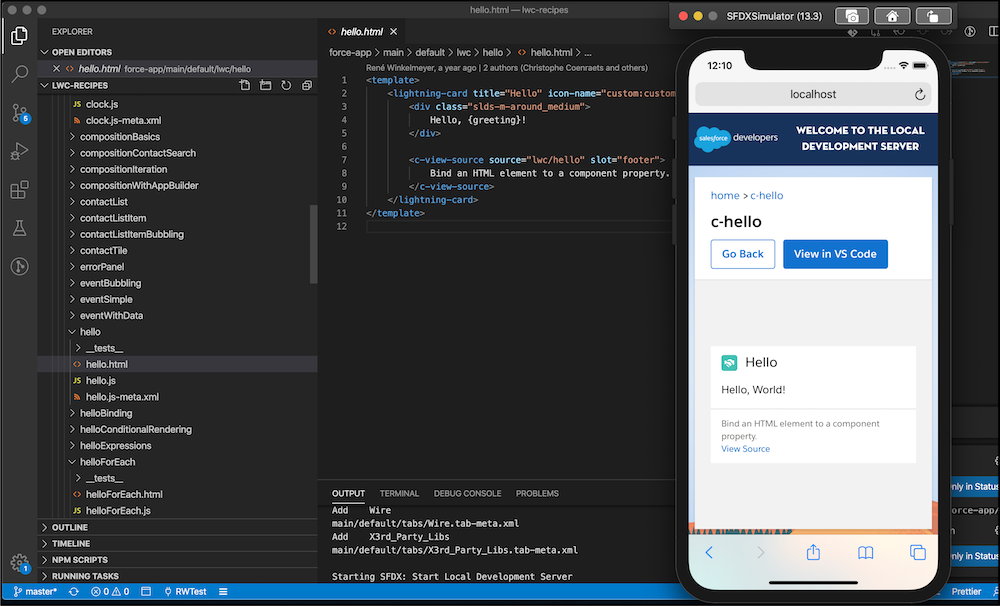 hello.html — lwc-recipes
SFDXSimulator (13.3)
EXPLORER
OPEN EDITORS
hello.html force-app/main/default/lwc/hello
LWC-RECIPES
JS clock.js
clock.js-meta.xml
compositionBasics
compositionContactSearch
compositionIteration
compositionWithAppBuilder
contactList
contactListItem
contactListItemBubbling
contactTile
errorPanel
eventBubbling
eventSimple
eventWithData
hello
__tests__
hello.html
JS hello.js
hello.js-meta.xml
helloBinding
helloConditionalRendering
helloExpressions
helloForEach
__tests__
helloForEach.html
JS helloForEach.js
OUTLINE
TIMELINE
NPM SCRIPTS
RUNNING TASKS
6
1
hello.html
force-app > main > default > lwc > hello > hello.html > ...
René Winkelmeyer, a year ago | 2 authors (Christophe Coenraets and others)
1 <template>
2 <lightning-card title="Hello" icon-name="custom:custom
3 <div class="slds-m-around_medium">
4 Hello, {greeting}!
5 </div>
6
7 <c-view-source source="lwc/hello" slot="footer">
8 Bind an HTML element to a component property.
9 </c-view-source>
10 </lightning-card>
11 </template>
12
OUTPUT TERMINAL DEBUG CONSOLE PROBLEMS
Add Wire
main/default/tabs/Wire.tab-meta.xml
Add X3rd_Party_Libs
main/default/tabs/X3rd_Party_Libs.tab-meta.xml
Starting SFDX: Start Local Development Server
12:10
localhost
salesforce developers
WELCOME TO THE LOCAL
DEVELOPMENT SERVER
home > c-hello
c-hello
Go Back
View in VS Code
Hello
Hello, World!
Bind an HTML element to a component
property.
View Source
only in Status
orce-app/
only in Status
master*
0 0
RWTest
Prettier